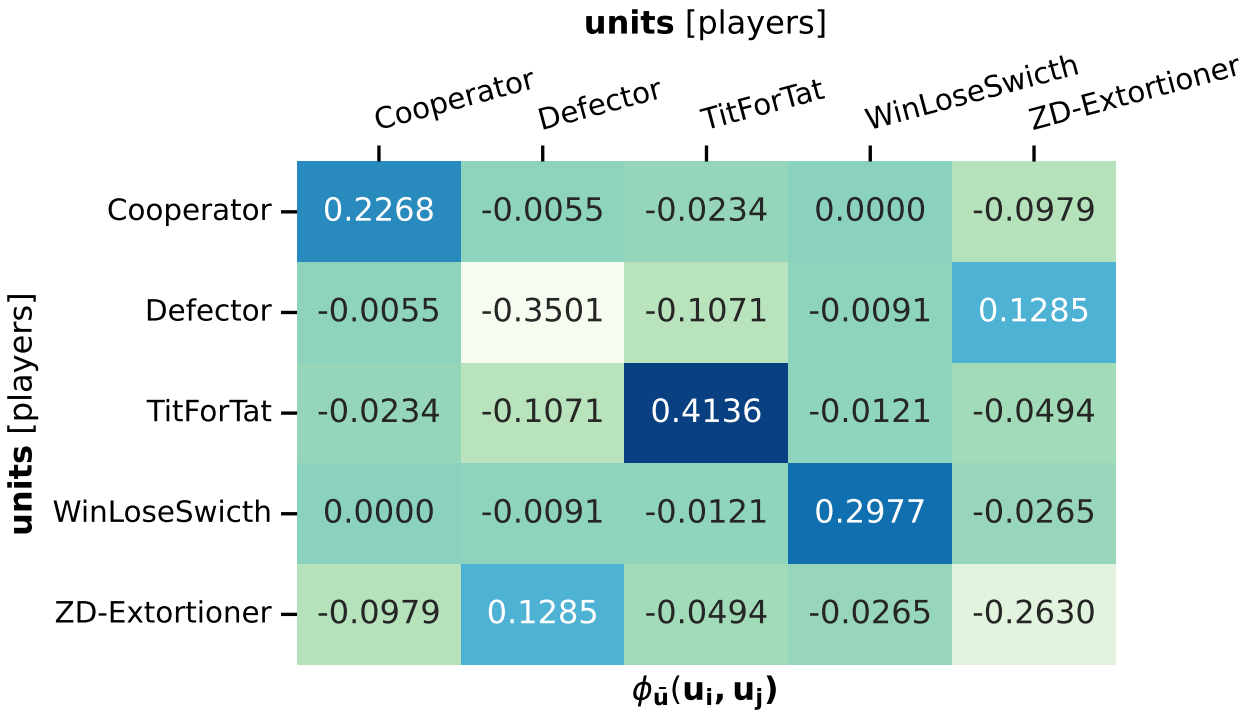 units [players]
Cooperator Defector TitForTat WinLoseSwicth ZD-Extortioner
units [players]
Cooperator 0.2268 -0.0055 -0.0234 0.0000 -0.0979
Defector -0.0055 -0.3501 -0.1071 -0.0091 0.1285
TitForTat -0.0234 -0.1071 0.4136 -0.0121 -0.0494
WinLoseSwicth 0.0000 -0.0091 -0.0121 0.2977 -0.0265
ZD-Extortioner -0.0979 0.1285 -0.0494 -0.0265 -0.2630
ϕ_ū(u_i, u_j)